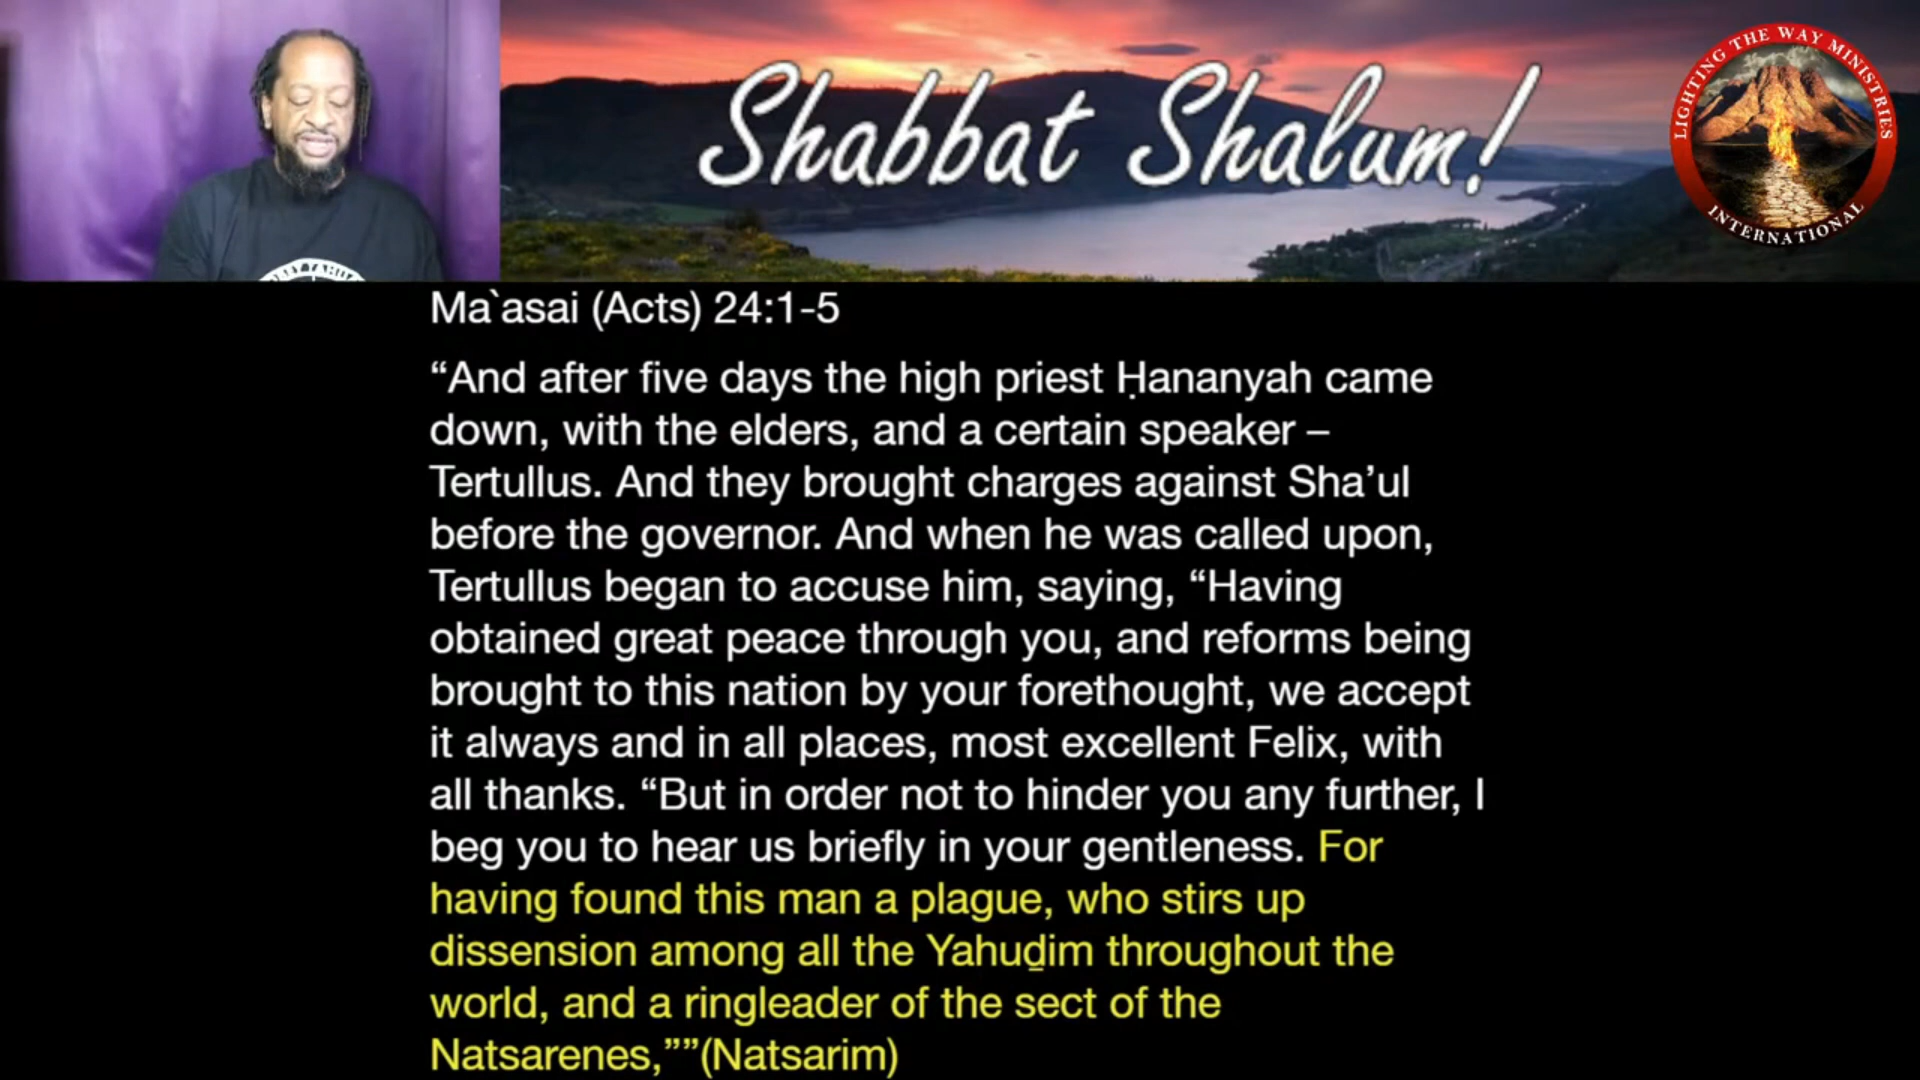 Shabbat Shalum!
LIGHTING THE WAY MINISTRIES
INTERNATIONAL
Ma`asai (Acts) 24:1-5
“And after five days the high priest Ḥananyah came
down, with the elders, and a certain speaker –
Tertullus. And they brought charges against Sha’ul
before the governor. And when he was called upon,
Tertullus began to accuse him, saying, “Having
obtained great peace through you, and reforms being
brought to this nation by your forethought, we accept
it always and in all places, most excellent Felix, with
all thanks. “But in order not to hinder you any further, I
beg you to hear us briefly in your gentleness. For
having found this man a plague, who stirs up
dissension among all the Yahuḏim throughout the
world, and a ringleader of the sect of the
Natsarenes,””(Natsarim)